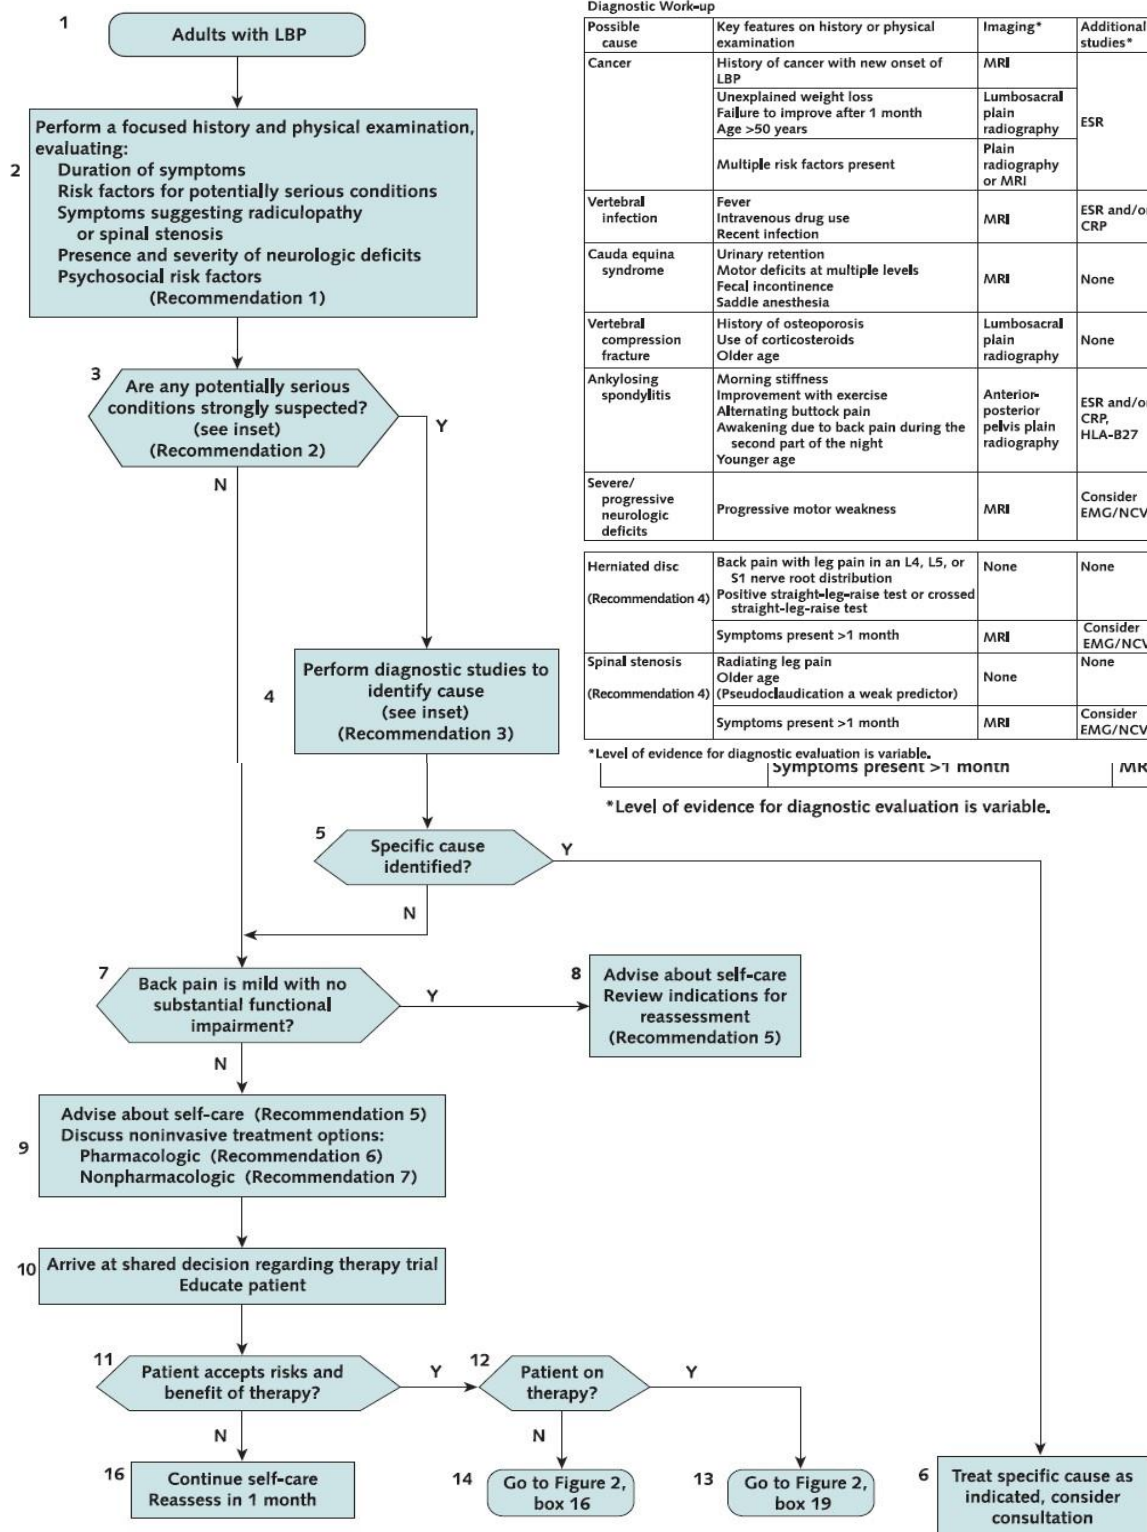 1
Adults with LBP
2
Perform a focused history and physical examination,
evaluating:
Duration of symptoms
Risk factors for potentially serious conditions
Symptoms suggesting radiculopathy
or spinal stenosis
Presence and severity of neurologic deficits
Psychosocial risk factors
(Recommendation 1)
3
Are any potentially serious
conditions strongly suspected?
(see inset)
(Recommendation 2)
Y
N
4
Perform diagnostic studies to
identify cause
(see inset)
(Recommendation 3)
5
Specific cause
identified?
Y
N
7
Back pain is mild with no
substantial functional
impairment?
Y
N
8
Advise about self-care
Review indications for
reassessment
(Recommendation 5)
9
Advise about self-care (Recommendation 5)
Discuss noninvasive treatment options:
Pharmacologic (Recommendation 6)
Nonpharmacologic (Recommendation 7)
10
Arrive at shared decision regarding therapy trial
Educate patient
11
Patient accepts risks and
benefit of therapy?
Y
N
12
Patient on
therapy?
Y
N
16
Continue self-care
Reassess in 1 month
14
Go to Figure 2,
box 16
13
Go to Figure 2,
box 19
6
Treat specific cause as
indicated, consider
consultation
Diagnostic Work-up
Possible
cause
Key features on history or physical
examination
Imaging*
Additional
studies*
Cancer
History of cancer with new onset of
LBP
MRI
Unexplained weight loss
Failure to improve after 1 month
Age >50 years
Lumbosacral
plain
radiography
ESR
Multiple risk factors present
Plain
radiography
or MRI
Vertebral
infection
Fever
Intravenous drug use
Recent infection
MRI
ESR and/or
CRP
Cauda equina
syndrome
Urinary retention
Motor deficits at multiple levels
Fecal incontinence
Saddle anesthesia
MRI
None
Vertebral
compression
fracture
History of osteoporosis
Use of corticosteroids
Older age
Lumbosacral
plain
radiography
None
Ankylosing
spondylitis
Morning stiffness
Improvement with exercise
Alternating buttock pain
Awakening due to back pain during the
second part of the night
Younger age
Anterior-
posterior
pelvis plain
radiography
ESR and/or
CRP,
HLA-B27
Severe/
progressive
neurologic
deficits
Progressive motor weakness
MRI
Consider
EMG/NCV
Herniated disc
(Recommendation 4)
Back pain with leg pain in an L4, L5, or
S1 nerve root distribution
Positive straight-leg-raise test or crossed
straight-leg-raise test
None
None
Symptoms present >1 month
MRI
Consider
EMG/NCV
Spinal stenosis
(Recommendation 4)
Radiating leg pain
Older age
(Pseudoclaudication a weak predictor)
None
None
Symptoms present >1 month
MRI
Consider
EMG/NCV
*Level of evidence for diagnostic evaluation is variable.
Symptoms present >1 month
MR
*Level of evidence for diagnostic evaluation is variable.